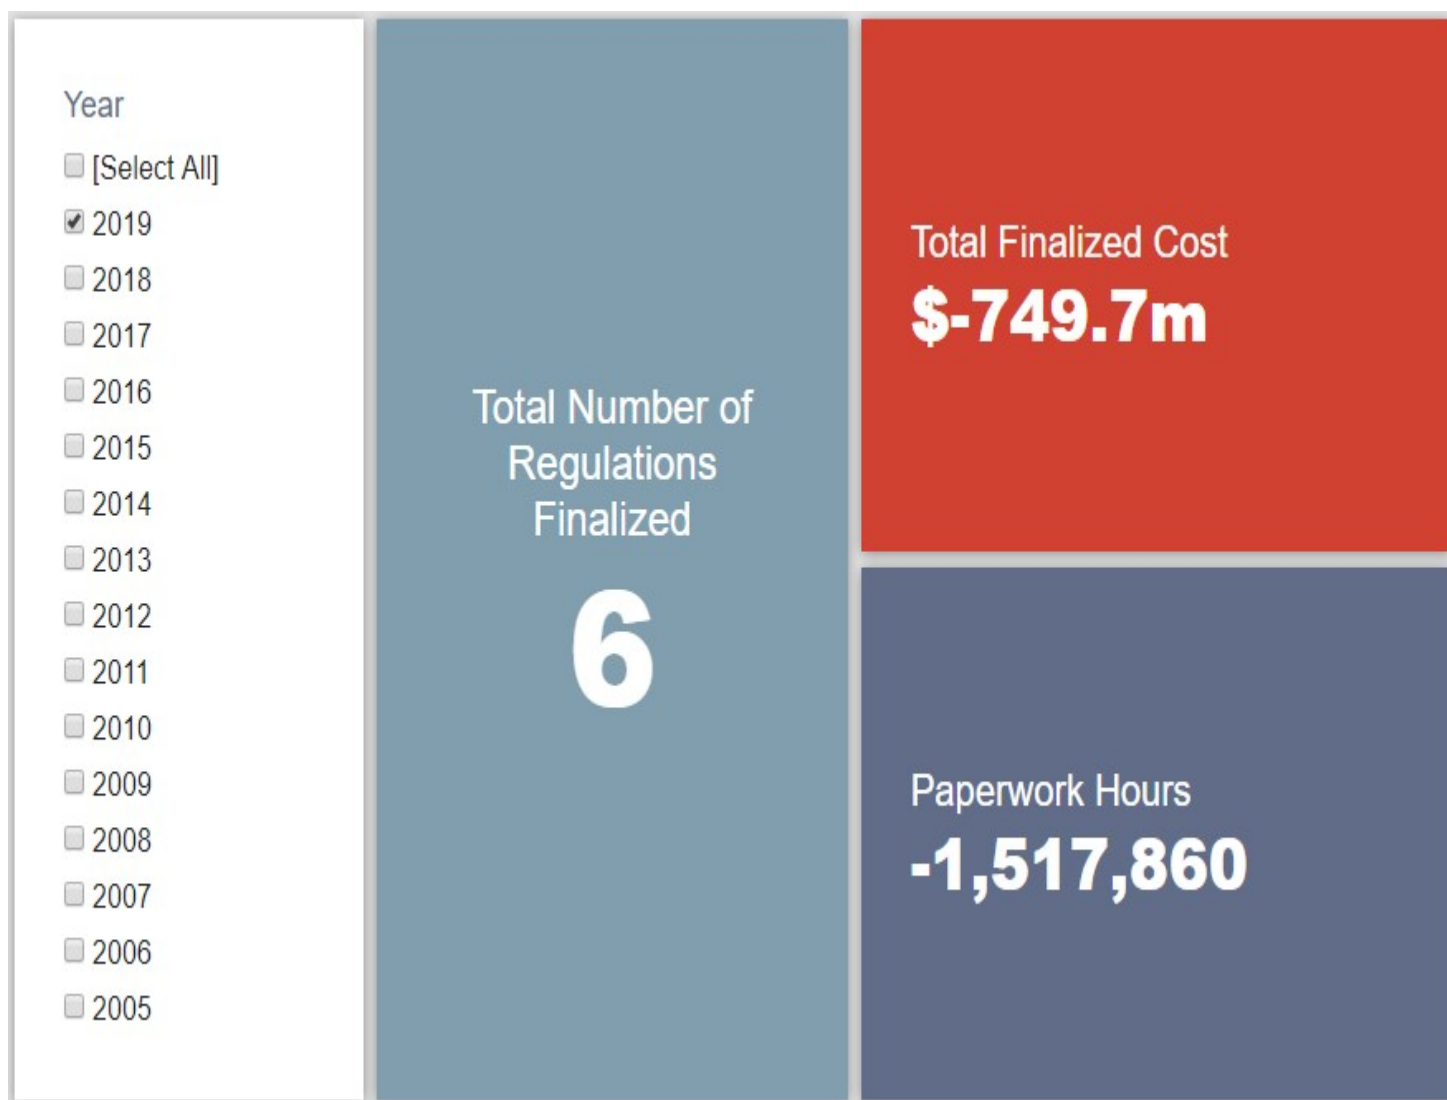 Year
[Select All]
2019
2018
2017
2016
2015
2014
2013
2012
2011
2010
2009
2008
2007
2006
2005
Total Number of
Regulations
Finalized
6
Total Finalized Cost
$-749.7m
Paperwork Hours
-1,517,860